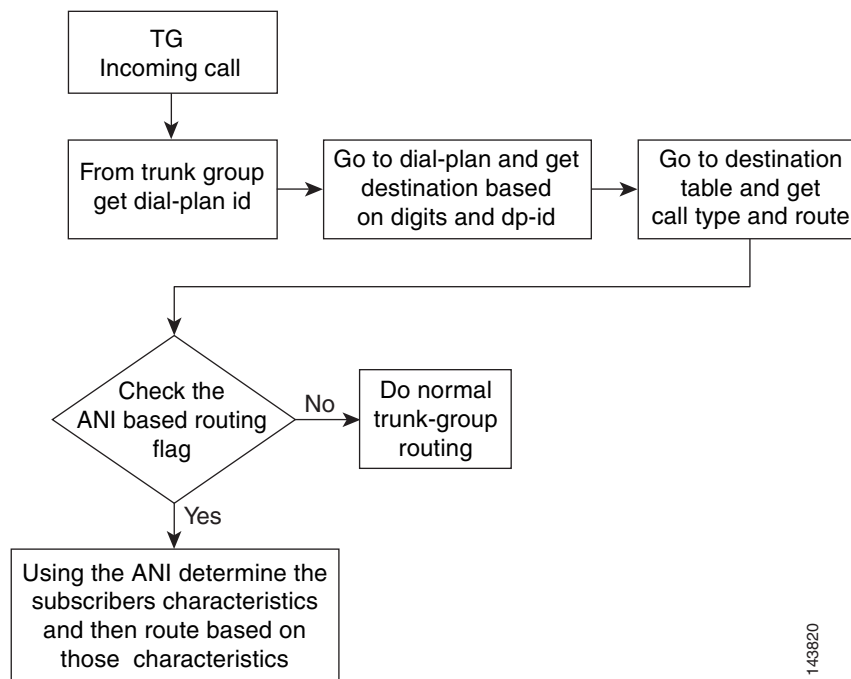 TG
Incoming call
From trunk group
get dial-plan id
Go to dial-plan and get
destination based
on digits and dp-id
Go to destination
table and get
call type and route
Check the
ANI based routing
flag
No
Do normal
trunk-group
routing
Yes
Using the ANI determine the
subscribers characteristics
and then route based on
those characteristics
143820